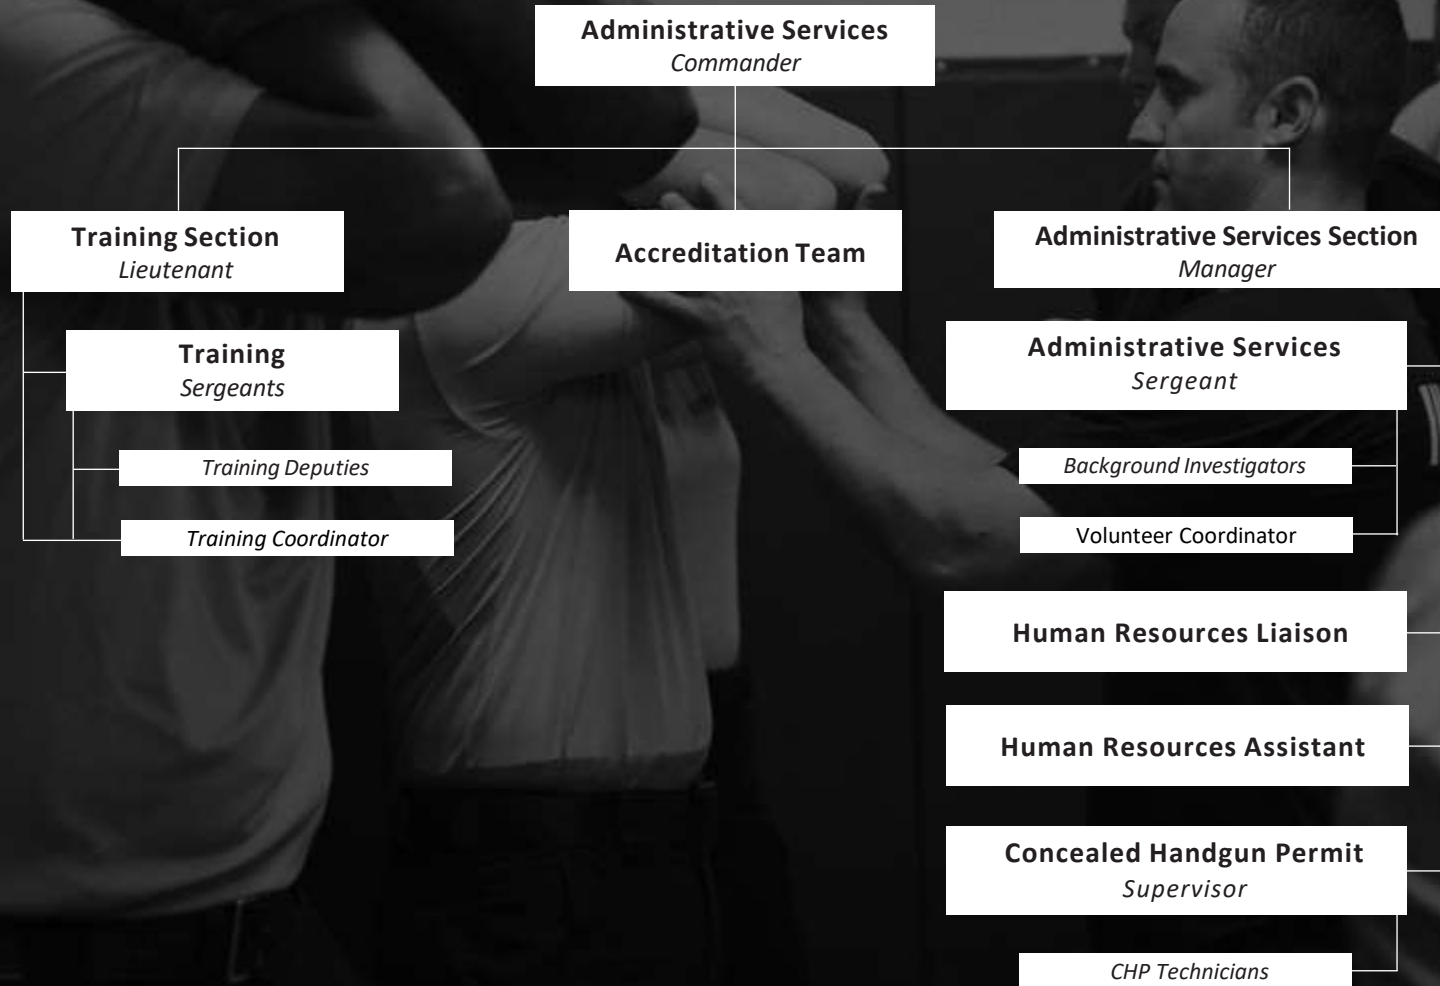 Administrative Services
Commander
Training Section
Lieutenant
Training
Sergeants
Training Deputies
Training Coordinator
Accreditation Team
Administrative Services Section
Manager
Administrative Services
Sergeant
Background Investigators
Volunteer Coordinator
Human Resources Liaison
Human Resources Assistant
Concealed Handgun Permit
Supervisor
CHP Technicians